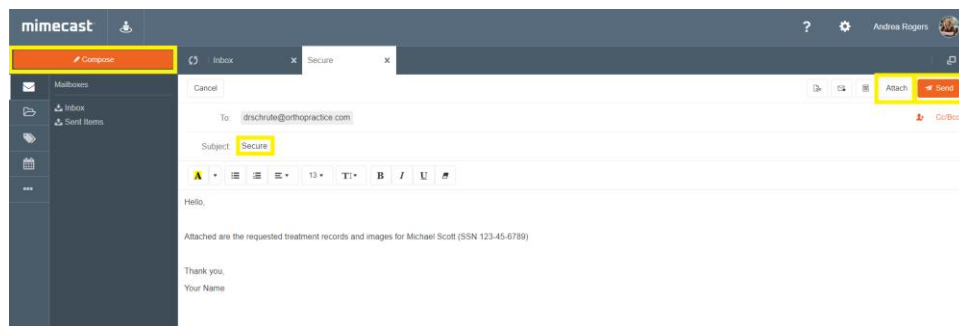 mimecast
? Andrea Rogers
Compose
Inbox x Secure x
Mailboxes
Inbox
Sent Items
Cancel
Attach Send
To: drschrute@orthopractice.com
Cc/Bcc
Subject: Secure
A 13 TI B I U
Hello,
Attached are the requested treatment records and images for Michael Scott (SSN 123-45-6789)
Thank you,
Your Name